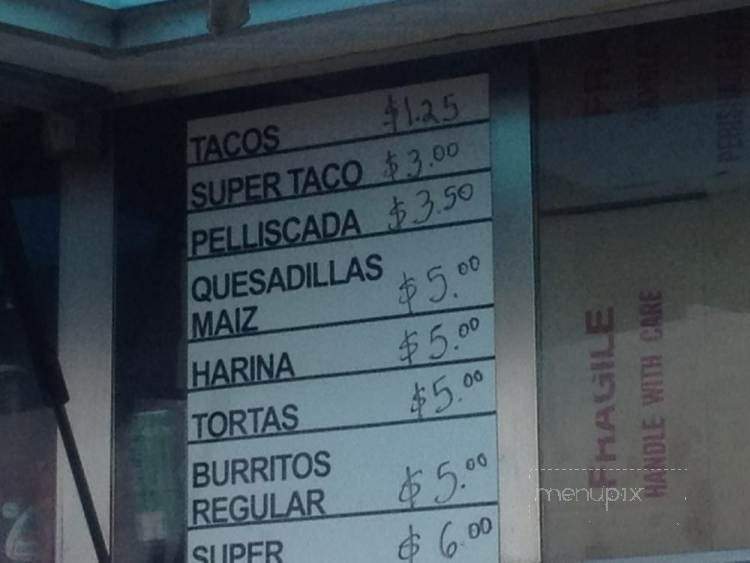 TACOS $1.25
SUPER TACO $3.00
PELLISCADA $3.50
QUESADILLAS
MAIZ $5.00
HARINA $5.00
TORTAS $5.00
BURRITOS
REGULAR $5.00
SUPER $6.00
FRAGILE
HANDLE WITH CARE
FRA
menupix